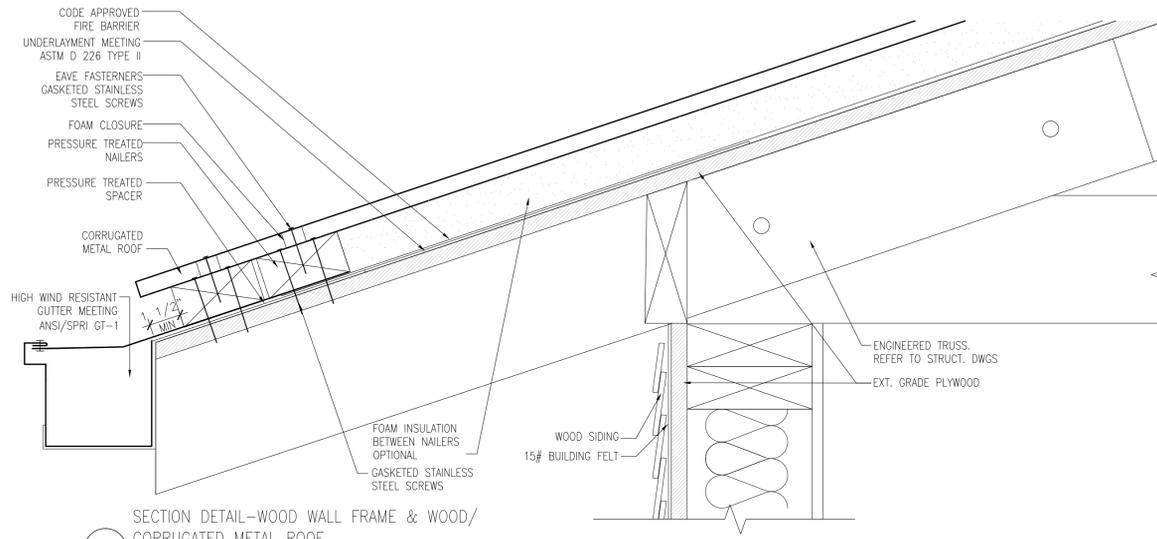 CODE APPROVED
FIRE BARRIER
UNDERLAYMENT MEETING
ASTM D 226 TYPE II
EAVE FASTERNERS
GASKETED STAINLESS
STEEL SCREWS
FOAM CLOSURE
PRESSURE TREATED
NAILERS
PRESSURE TREATED
SPACER
CORRUGATED
METAL ROOF
HIGH WIND RESISTANT
GUTTER MEETING
ANSI/SPRI GT-1
1 1/2"
MIN
ENGINEERED TRUSS.
REFER TO STRUCT. DWGS
EXT. GRADE PLYWOOD
WOOD SIDING
15# BUILDING FELT
FOAM INSULATION
BETWEEN NAILERS
OPTIONAL
GASKETED STAINLESS
STEEL SCREWS
SECTION DETAIL-WOOD WALL FRAME & WOOD/
CORRUGATED METAL ROOF